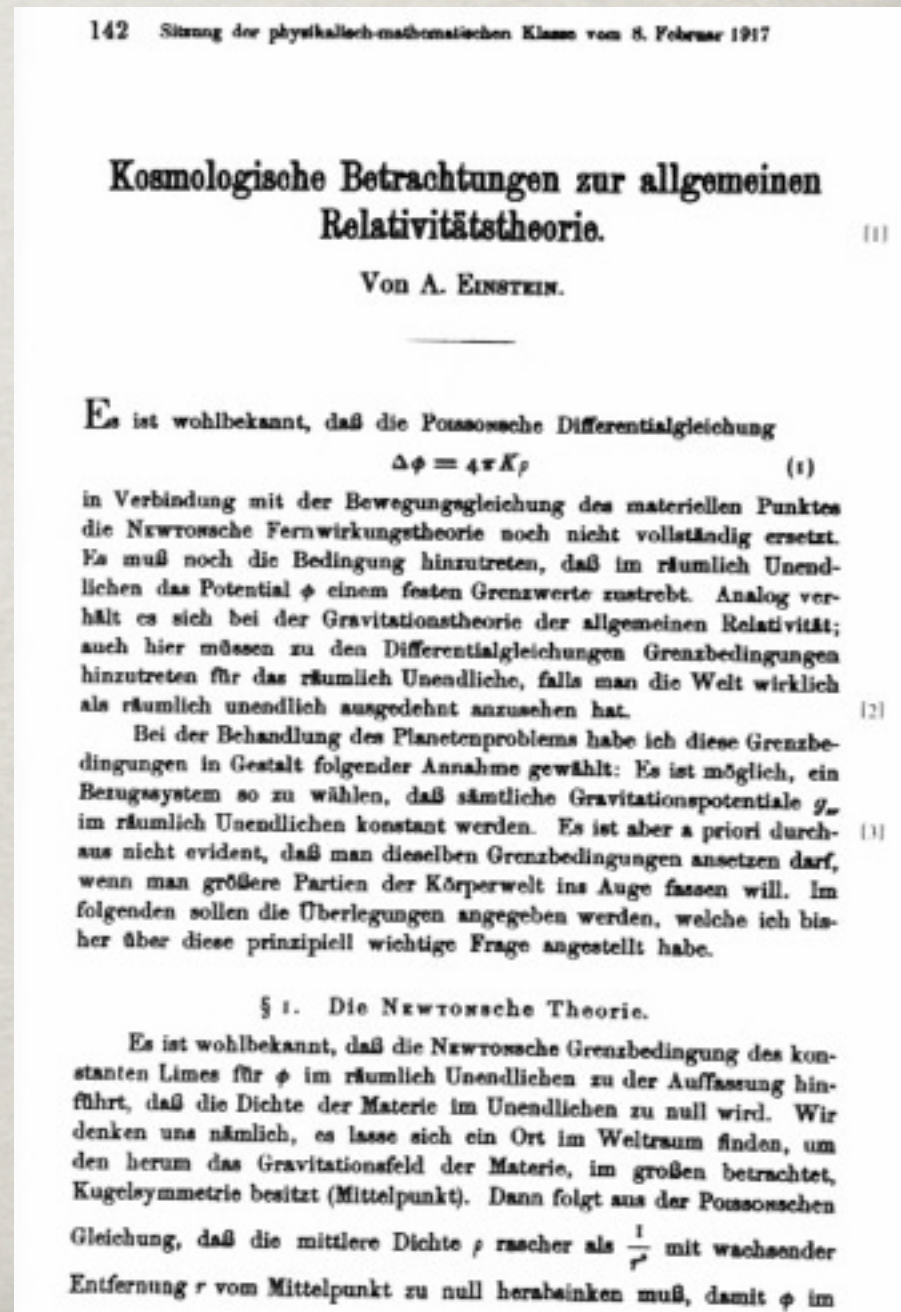 142 Sitzung der physikalisch-mathematischen Klasse vom 8. Februar 1917
Kosmologische Betrachtungen zur allgemeinen
Relativitätstheorie.
[1]
Von A. Einstein.
Es ist wohlbekannt, daß die Poissonsche Differentialgleichung
Δφ = 4πKρ (1)
in Verbindung mit der Bewegungsgleichung des materiellen Punktes
die Newtonsche Fernwirkungstheorie noch nicht vollständig ersetzt.
Es muß noch die Bedingung hinzutreten, daß im räumlich Unend-
lichen das Potential φ einem festen Grenzwerte zustrebt. Analog ver-
hält es sich bei der Gravitationstheorie der allgemeinen Relativität;
auch hier müssen zu den Differentialgleichungen Grenzbedingungen
hinzutreten für das räumlich Unendliche, falls man die Welt wirklich
als räumlich unendlich ausgedehnt anzusehen hat. [2]
Bei der Behandlung des Planetenproblems habe ich diese Grenzbe-
dingungen in Gestalt folgender Annahme gewählt: Es ist möglich, ein
Bezugssystem so zu wählen, daß sämtliche Gravitationspotentiale g
im räumlich Unendlichen konstant werden. Es ist aber a priori durch- [3]
aus nicht evident, daß man dieselben Grenzbedingungen ansetzen darf,
wenn man größere Partien der Körperwelt ins Auge fassen will. Im
folgenden sollen die Überlegungen angegeben werden, welche ich bis-
her über diese prinzipiell wichtige Frage angestellt habe.
§ 1. Die Newtonsche Theorie.
Es ist wohlbekannt, daß die Newtonsche Grenzbedingung des kon-
stanten Limes für φ im räumlich Unendlichen zu der Auffassung hin-
führt, daß die Dichte der Materie im Unendlichen zu null wird. Wir
denken uns nämlich, es lasse sich ein Ort im Weltraum finden, um
den herum das Gravitationsfeld der Materie, im großen betrachtet,
Kugelsymmetrie besitzt (Mittelpunkt). Dann folgt aus der Poissonschen
Gleichung, daß die mittlere Dichte ρ rascher als 1/r² mit wachsender
Entfernung r vom Mittelpunkt zu null herabsinken muß, damit φ im